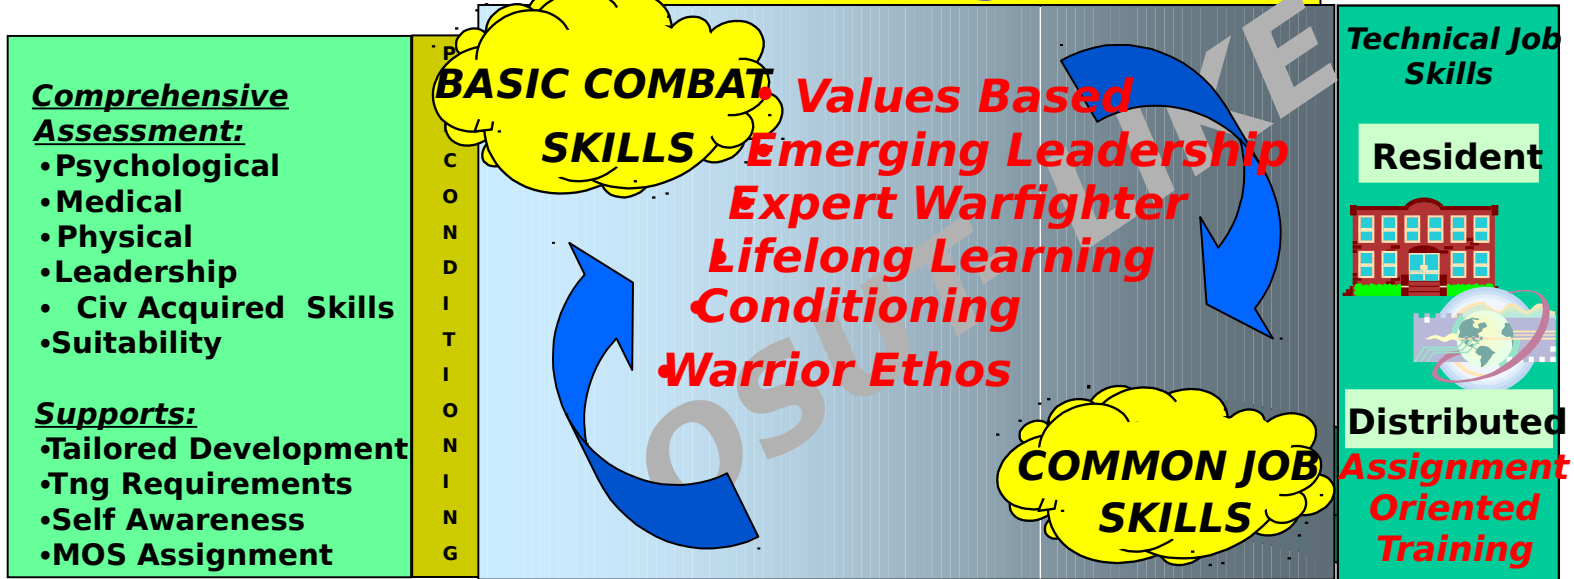 Comprehensive
Assessment:
•Psychological
•Medical
•Physical
•Leadership
• Civ Acquired Skills
•Suitability
Supports:
•Tailored Development
•Tng Requirements
•Self Awareness
•MOS Assignment
P
C
O
N
D
I
T
I
O
N
I
N
G
BASIC COMBAT
SKILLS
• Values Based
•Emerging Leadership
•Expert Warfighter
•Lifelong Learning
•Conditioning
•Warrior Ethos
OSUT LIKE
COMMON JOB
SKILLS
Technical Job
Skills
Resident
Distributed
Assignment
Oriented
Training